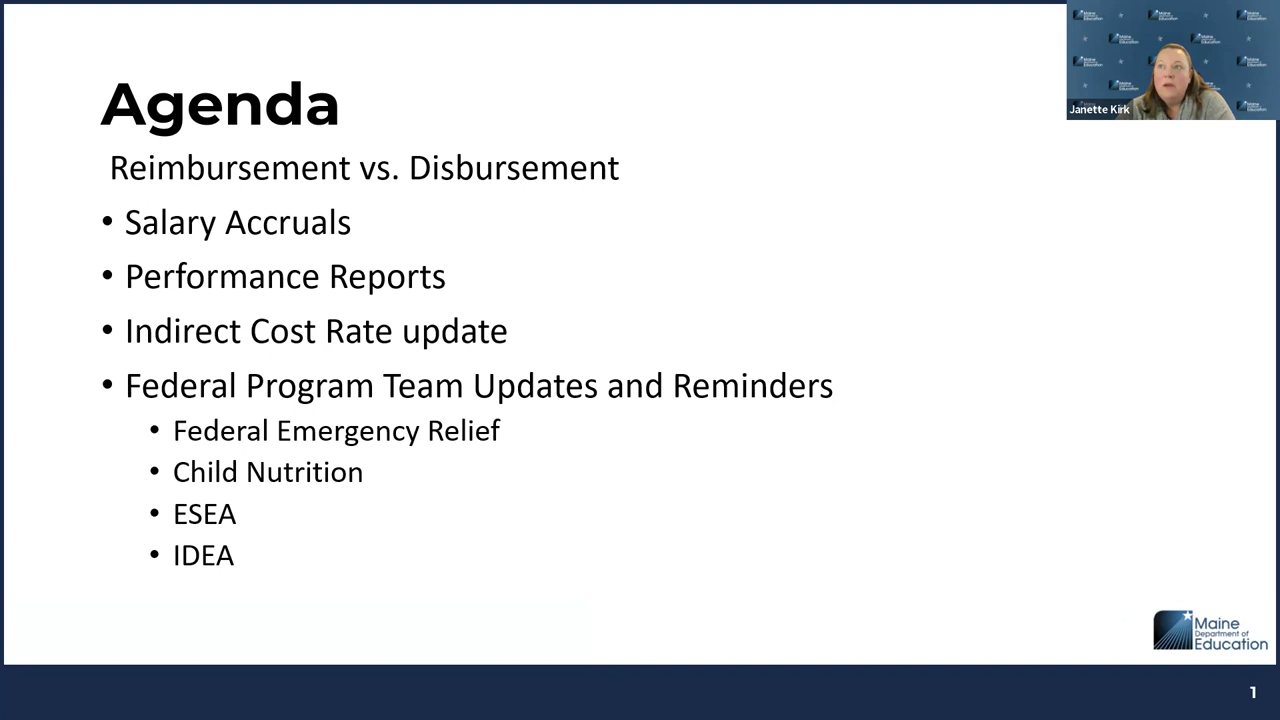 Agenda
Reimbursement vs. Disbursement
• Salary Accruals
• Performance Reports
• Indirect Cost Rate update
• Federal Program Team Updates and Reminders
• Federal Emergency Relief
• Child Nutrition
• ESEA
• IDEA
Janette Kirk
Maine
Department of
Education
1